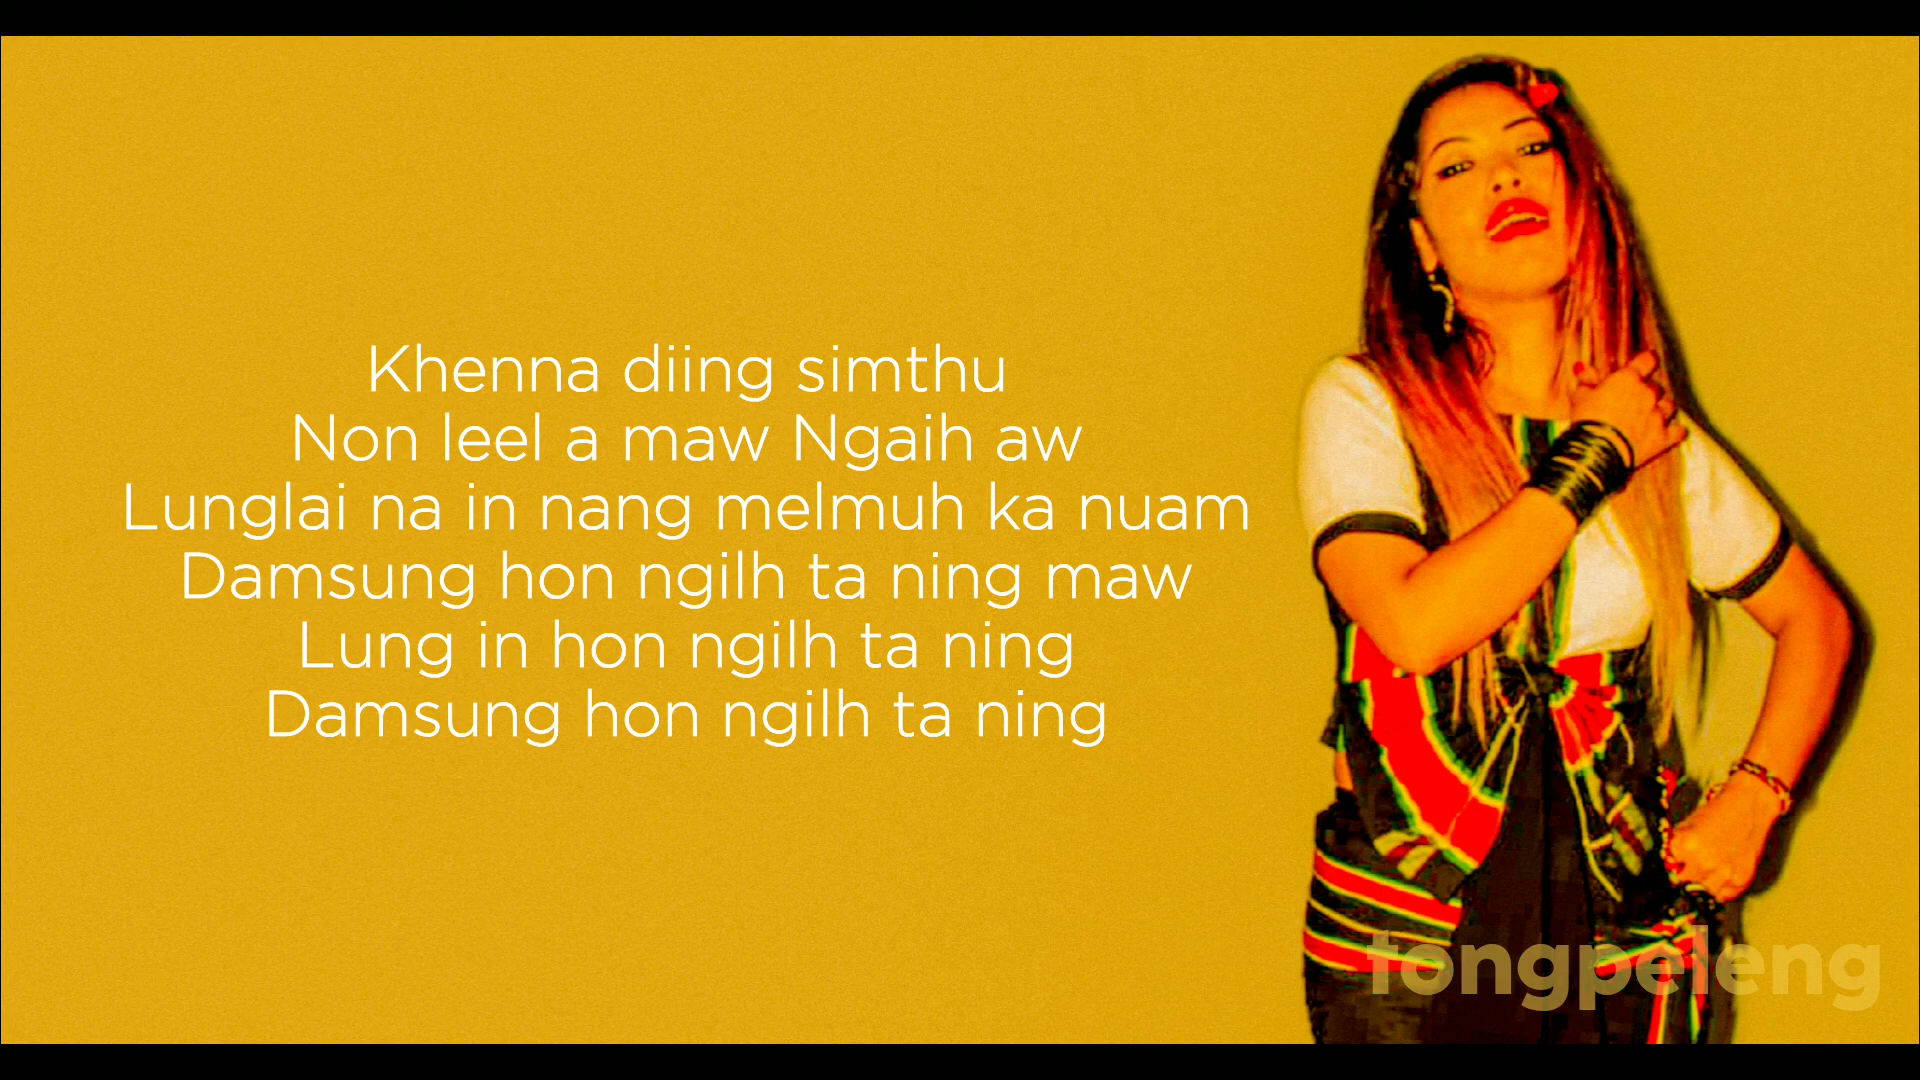 Khenna diing simthu
Non leel a maw Ngaih aw
Lunglai na in nang melmuh ka nuam
Damsung hon ngilh ta ning maw
Lung in hon ngilh ta ning
Damsung hon ngilh ta ning
tongpeleng